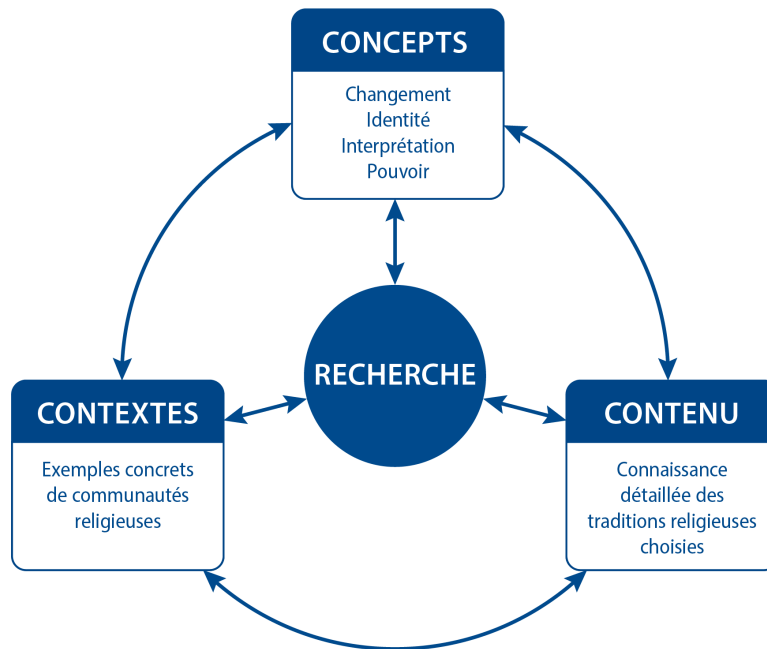 CONCEPTS
Changement
Identité
Interprétation
Pouvoir
RECHERCHE
CONTEXTES
Exemples concrets
de communautés
religieuses
CONTENU
Connaissance
détaillée des
traditions religieuses
choisies